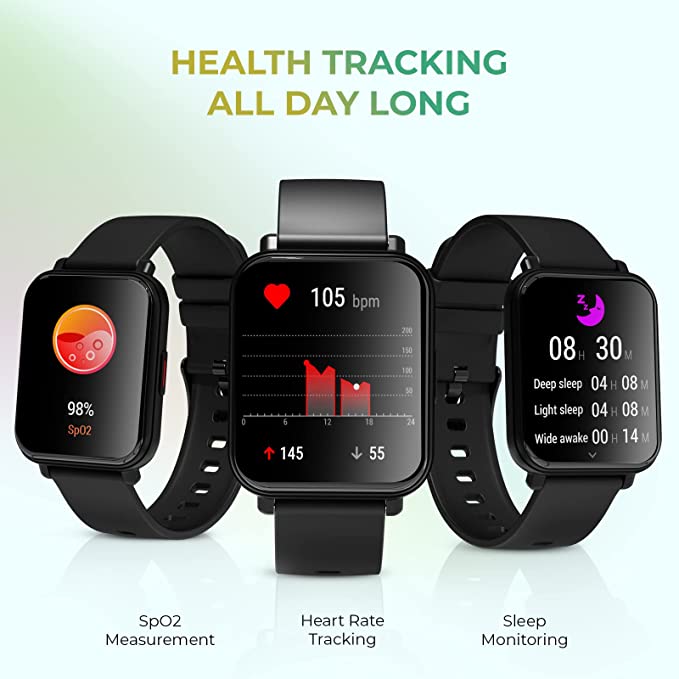 HEALTH TRACKING
ALL DAY LONG
98%
SpO2
105 bpm
200
150
100
50
0
0 6 12 18 24
145 55
08 H 30 M
Deep sleep 04 H 08 M
Light sleep 04 H 08 M
Wide awake 00 H 14 M
SpO2
Measurement
Heart Rate
Tracking
Sleep
Monitoring